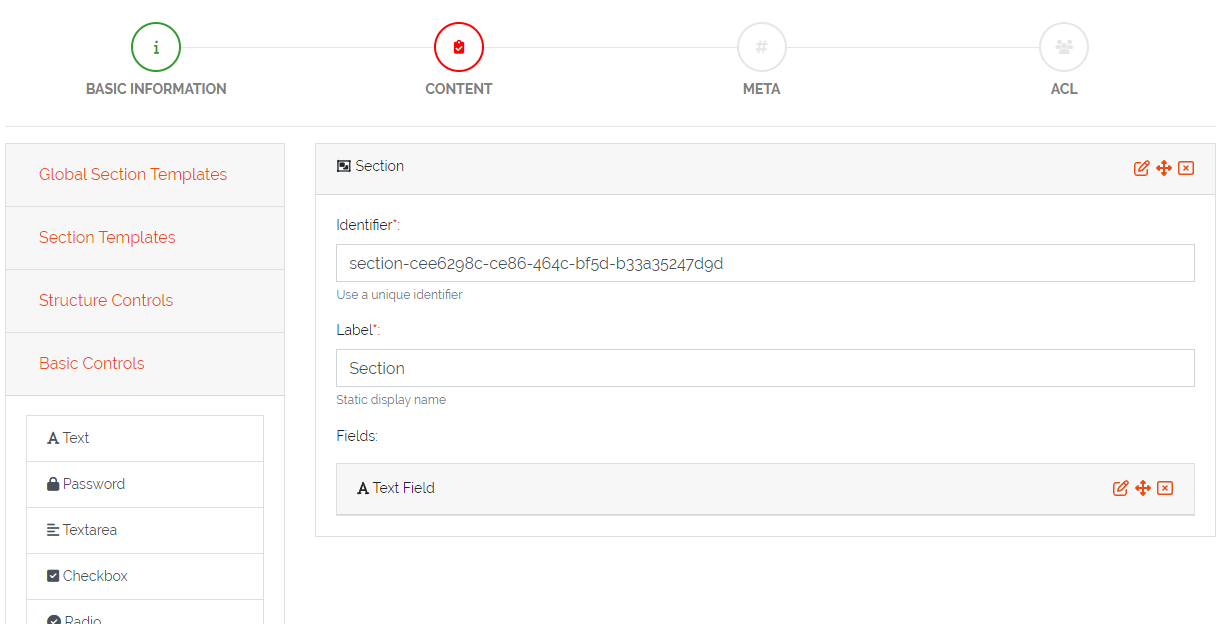 BASIC INFORMATION
CONTENT
META
ACL
Global Section Templates
Section Templates
Structure Controls
Basic Controls
Text
Password
Textarea
Checkbox
Radio
Section
Identifier*:
section-cee6298c-ce86-464c-bf5d-b33a35247d9d
Use a unique identifier
Label*:
Section
Static display name
Fields:
Text Field